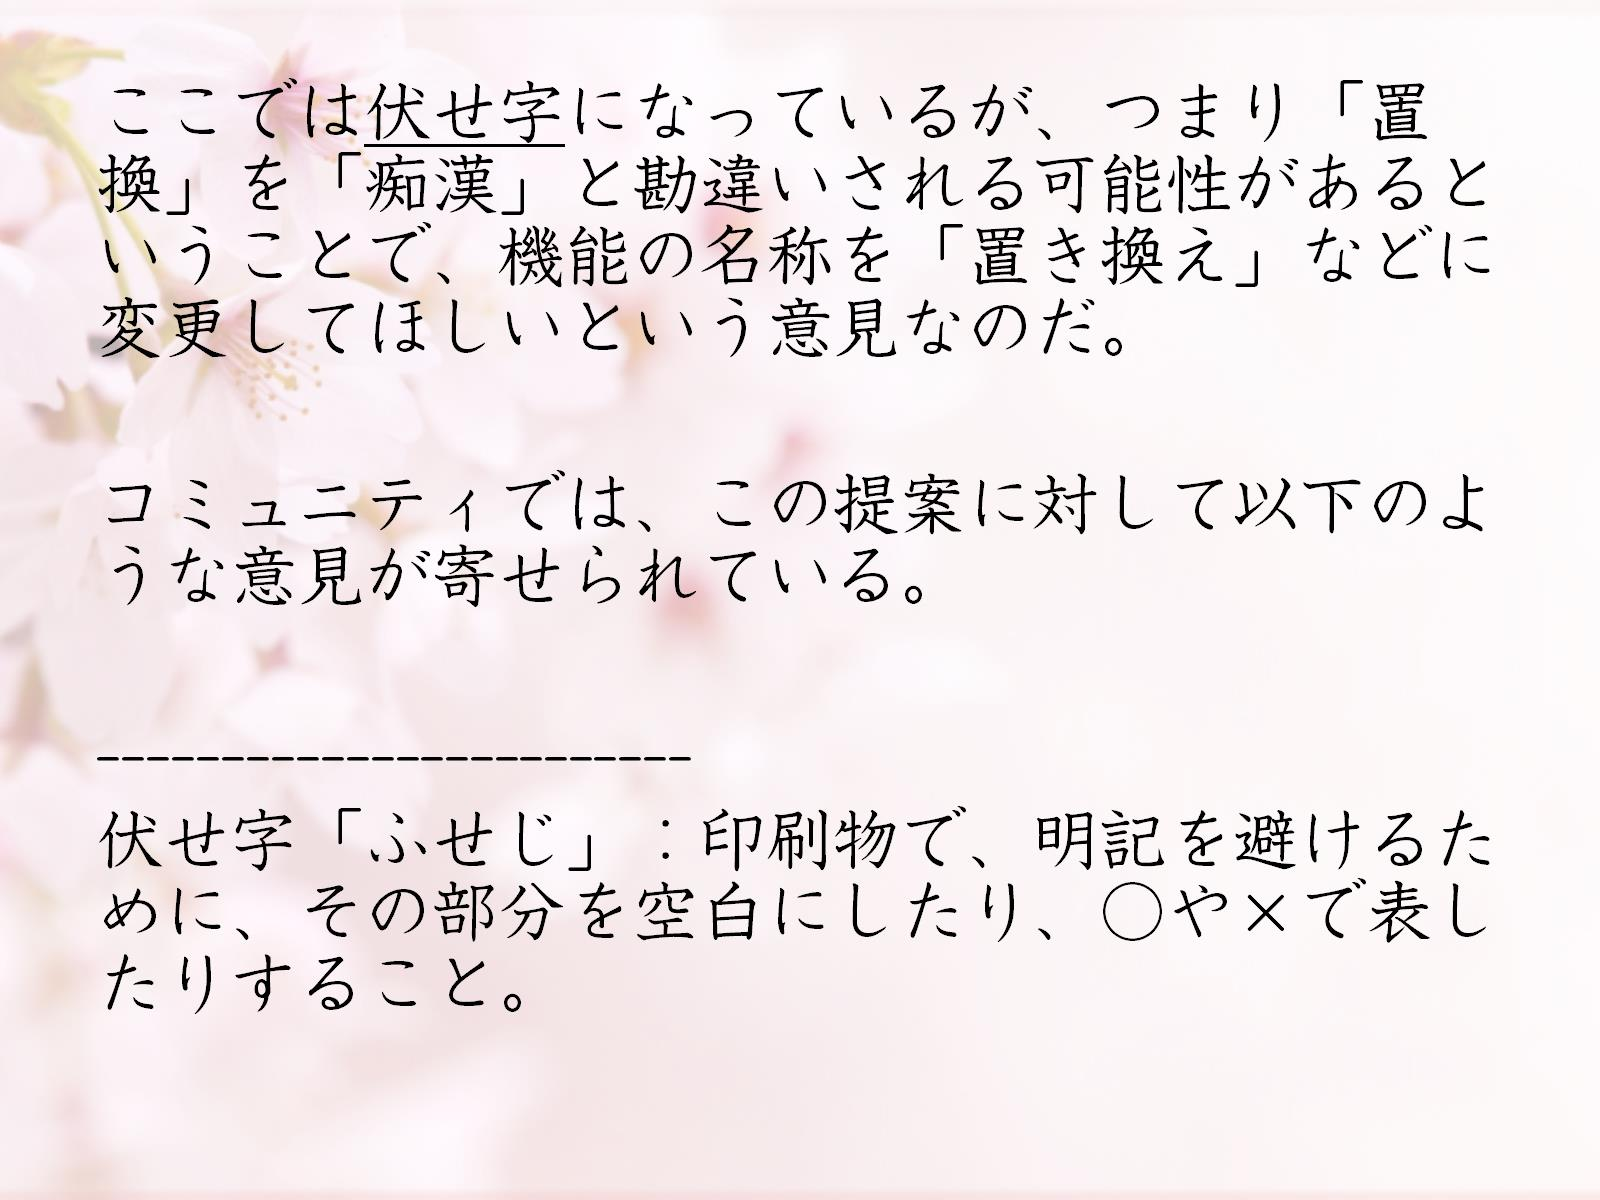 ここでは伏せ字になっているが、つまり「置
換」を「痴漢」と勘違いされる可能性があると
いうことで、機能の名称を「置き換え」などに
変更してほしいという意見なのだ。
コミュニティでは、この提案に対して以下のよ
うな意見が寄せられている。
------------------------
伏せ字「ふせじ」：印刷物で、明記を避けるた
めに、その部分を空白にしたり、○や×で表し
たりすること。